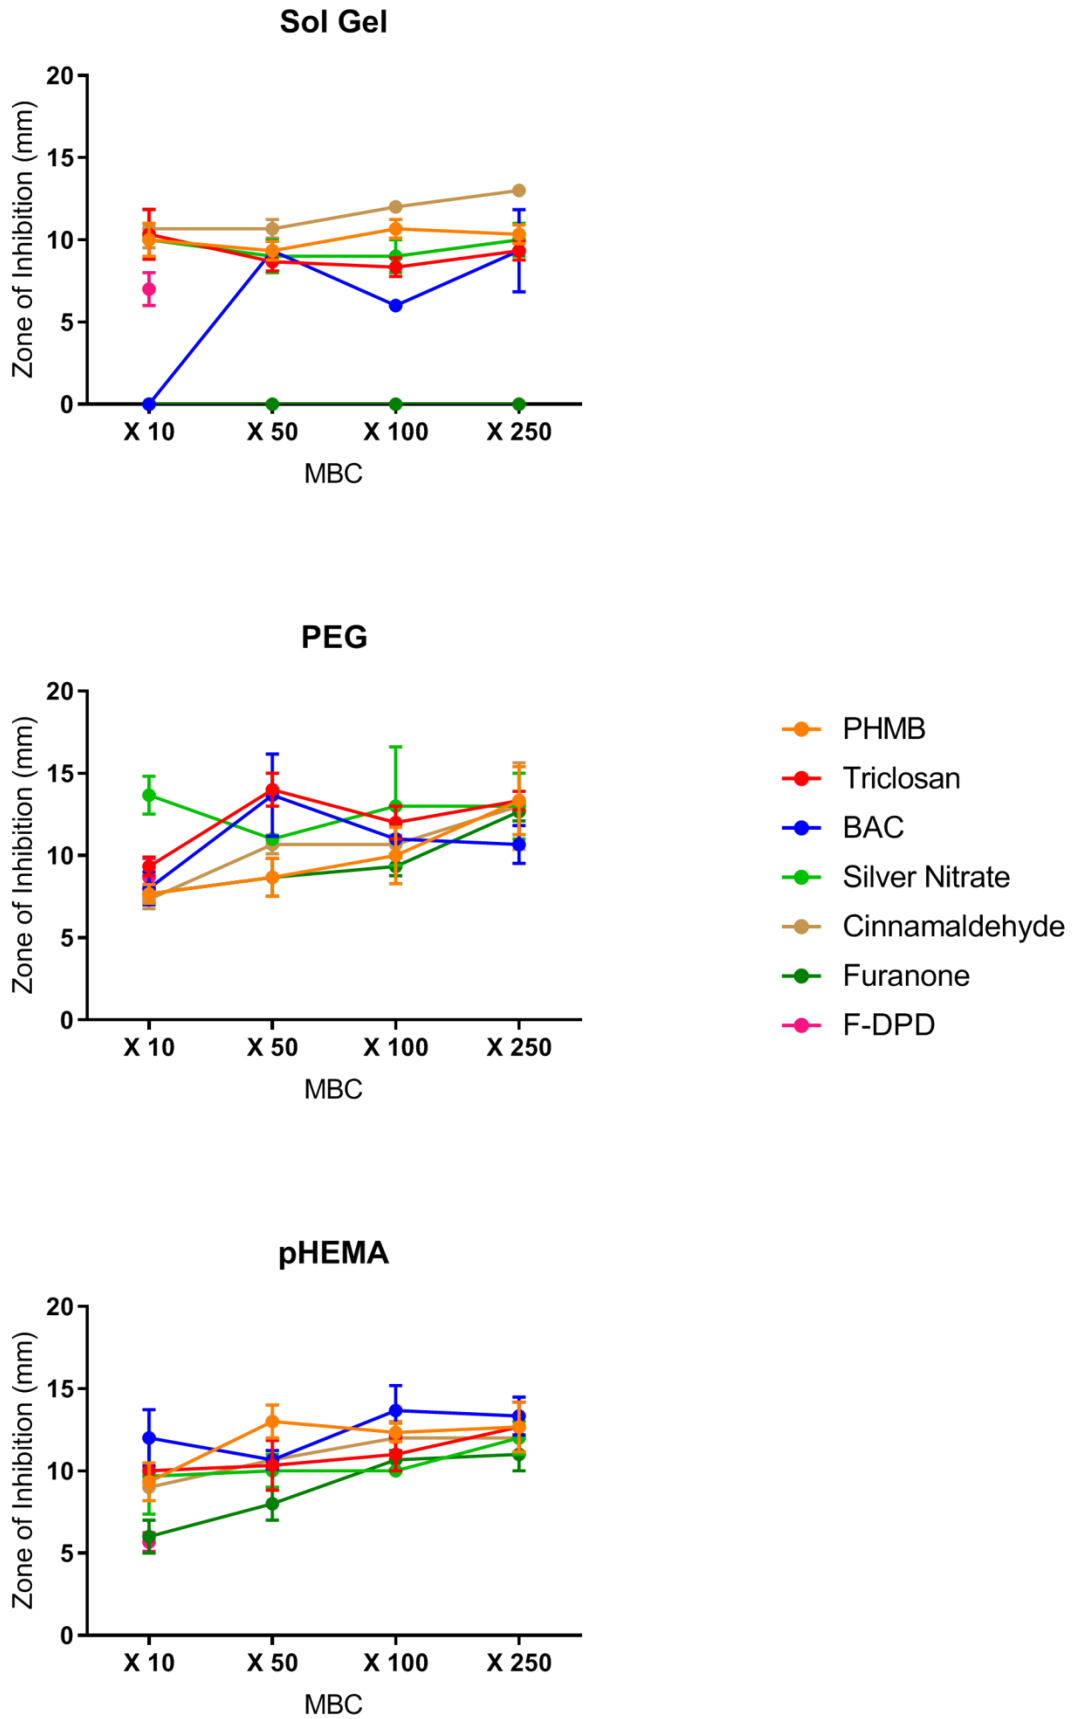 Sol Gel
Zone of Inhibition (mm)
20
15
10
5
0
X 10 X 50 X 100 X 250
MBC
PEG
Zone of Inhibition (mm)
20
15
10
5
0
X 10 X 50 X 100 X 250
MBC
PHMB
Triclosan
BAC
Silver Nitrate
Cinnamaldehyde
Furanone
F-DPD
pHEMA
Zone of Inhibition (mm)
20
15
10
5
0
X 10 X 50 X 100 X 250
MBC